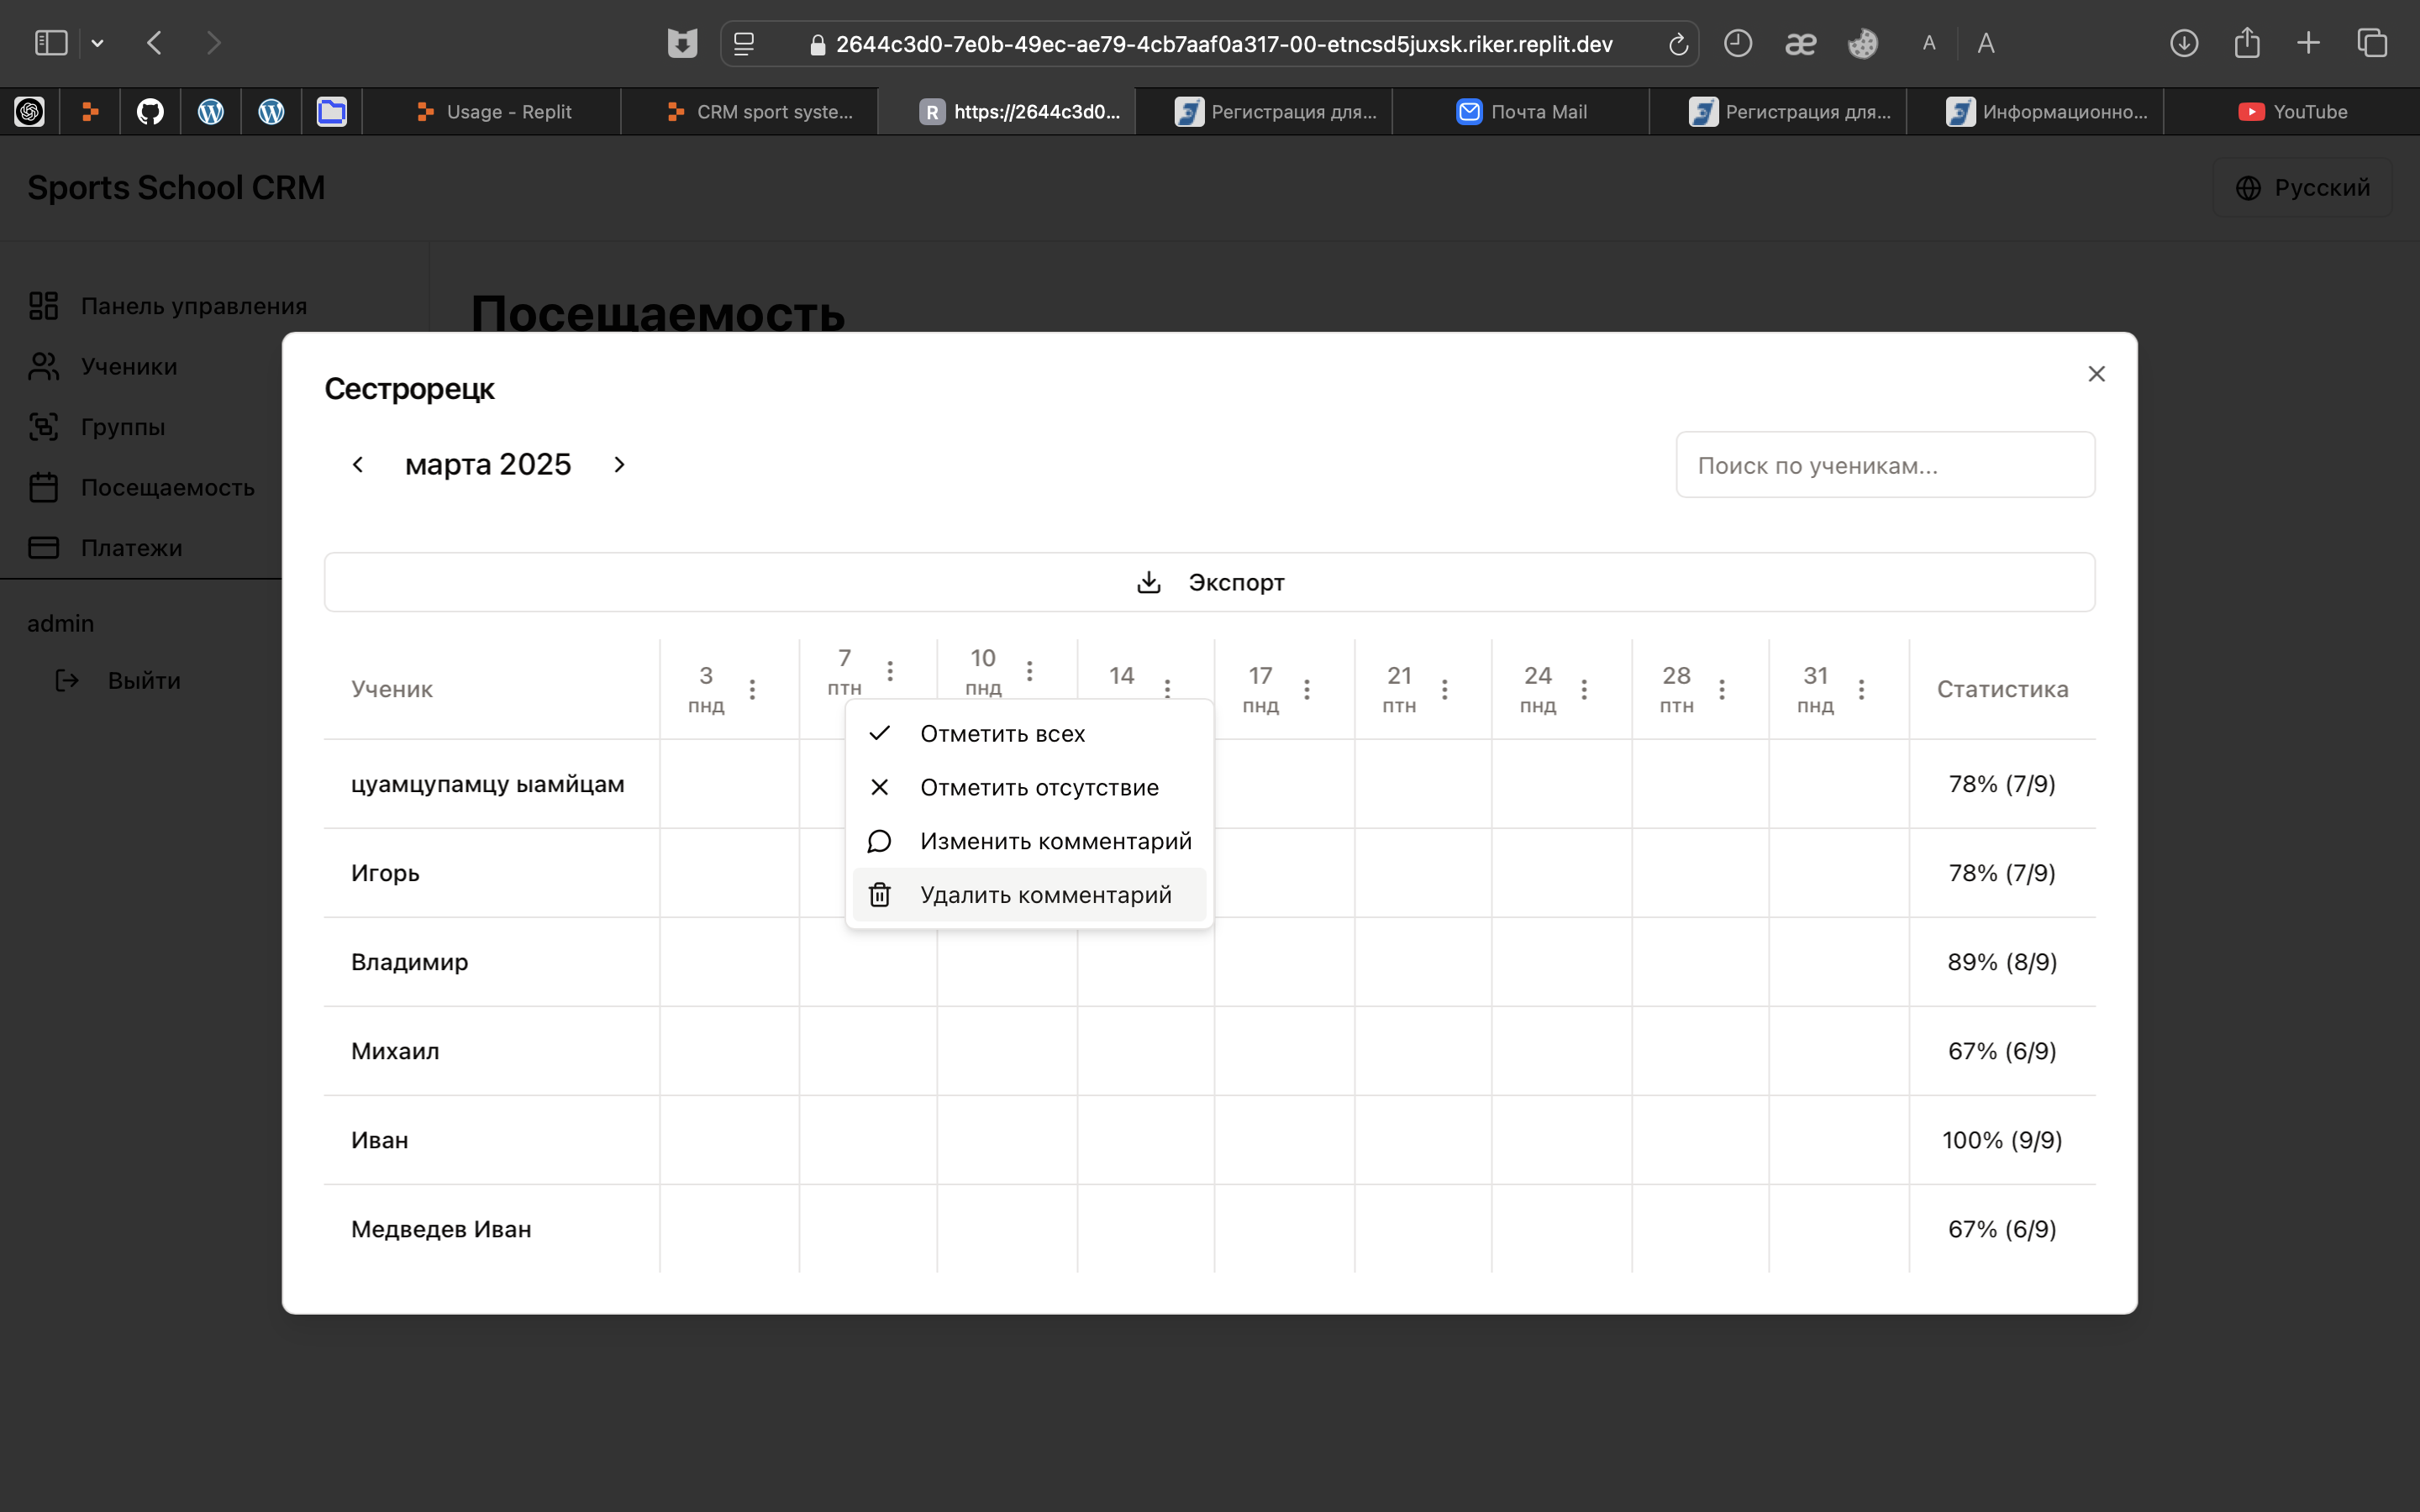 2644c3d0-7e0b-49ec-ae79-4cb7aaf0a317-00-etncsd5juxsk.riker.replit.dev
æ A A
Usage - Replit
CRM sport syste...
R https://2644c3d0...
Регистрация для...
Почта Mail
Регистрация для...
Информационно...
YouTube
Sports School CRM
Русский
Панель управления
Ученики
Группы
Посещаемость
Платежи
admin
Выйти
Посещаемость
Сестрорецк
марта 2025
Поиск по ученикам...
Экспорт
Ученик
3 пнд
7 птн
10 пнд
14
17 пнд
21 птн
24 пнд
28 птн
31 пнд
Статистика
Отметить всех
Отметить отсутствие
Изменить комментарий
Удалить комментарий
цуамцупамцу ыамйцам 78% (7/9)
Игорь 78% (7/9)
Владимир 89% (8/9)
Михаил 67% (6/9)
Иван 100% (9/9)
Медведев Иван 67% (6/9)